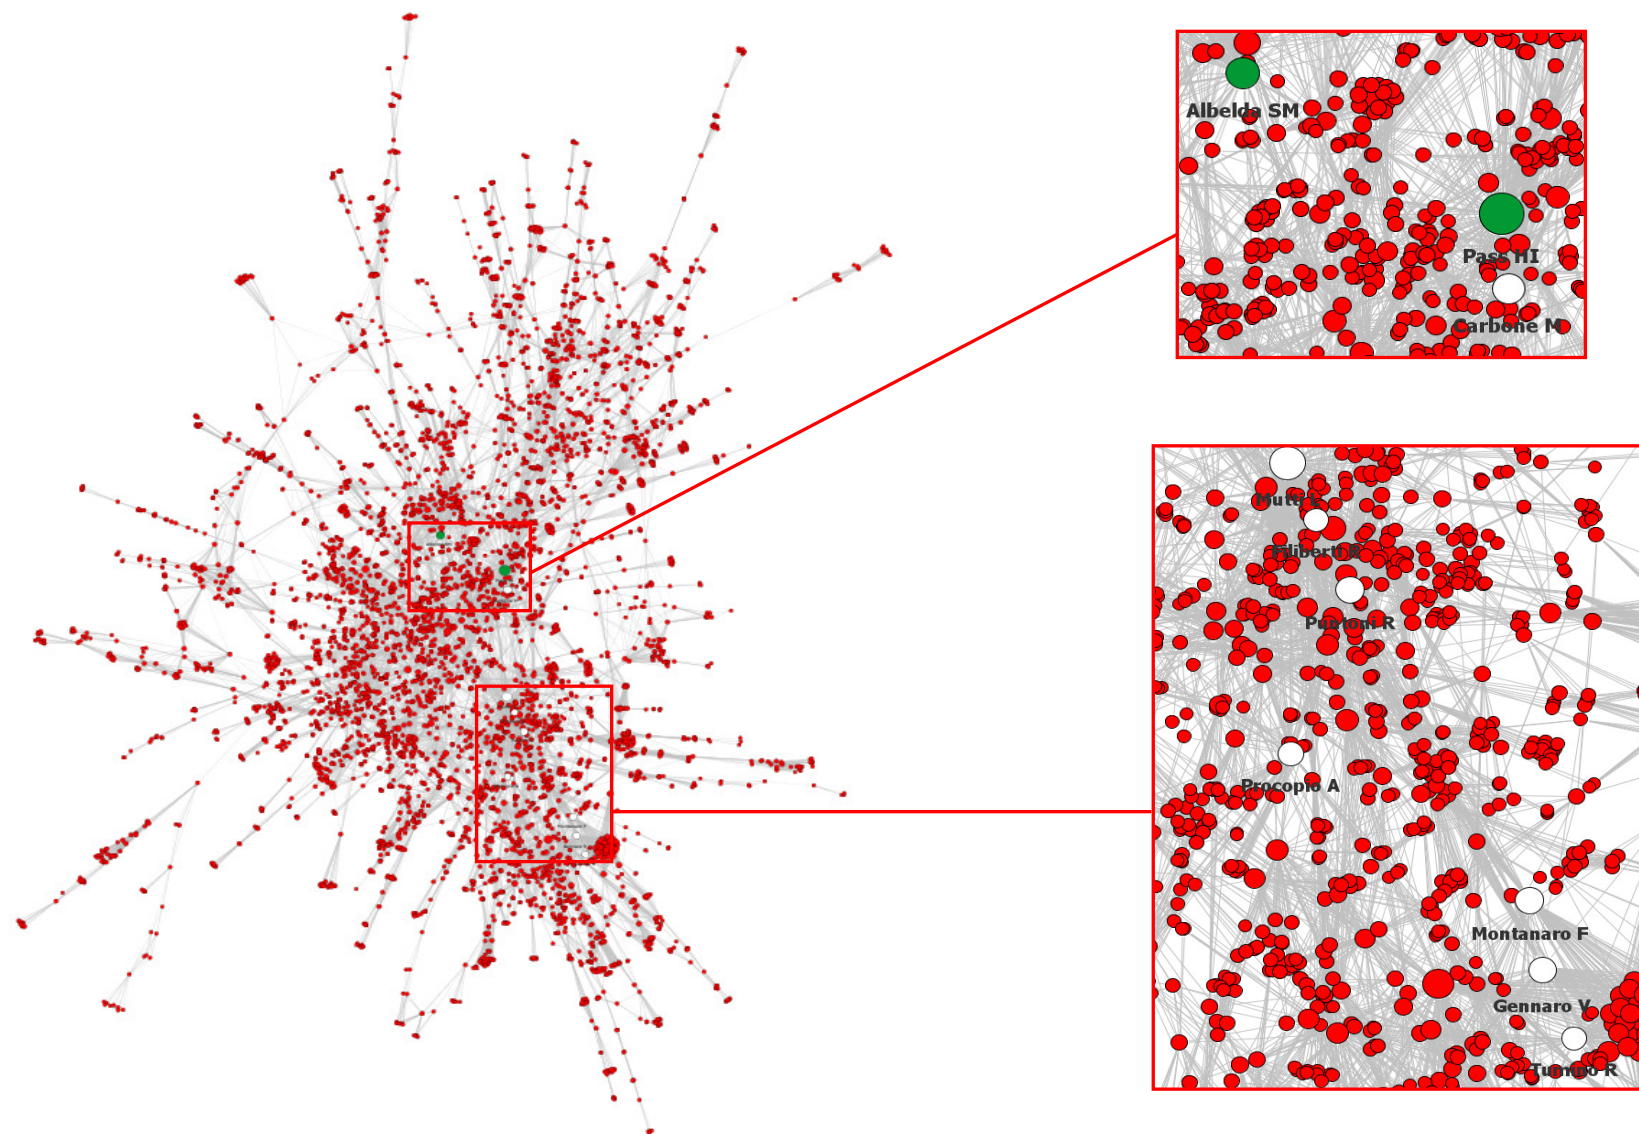 Albelda SM
Pass HI
Carbone M
Mutti L
Filiberti R
Puntoni R
Procopio A
Montanaro F
Gennaro V
Tumino R